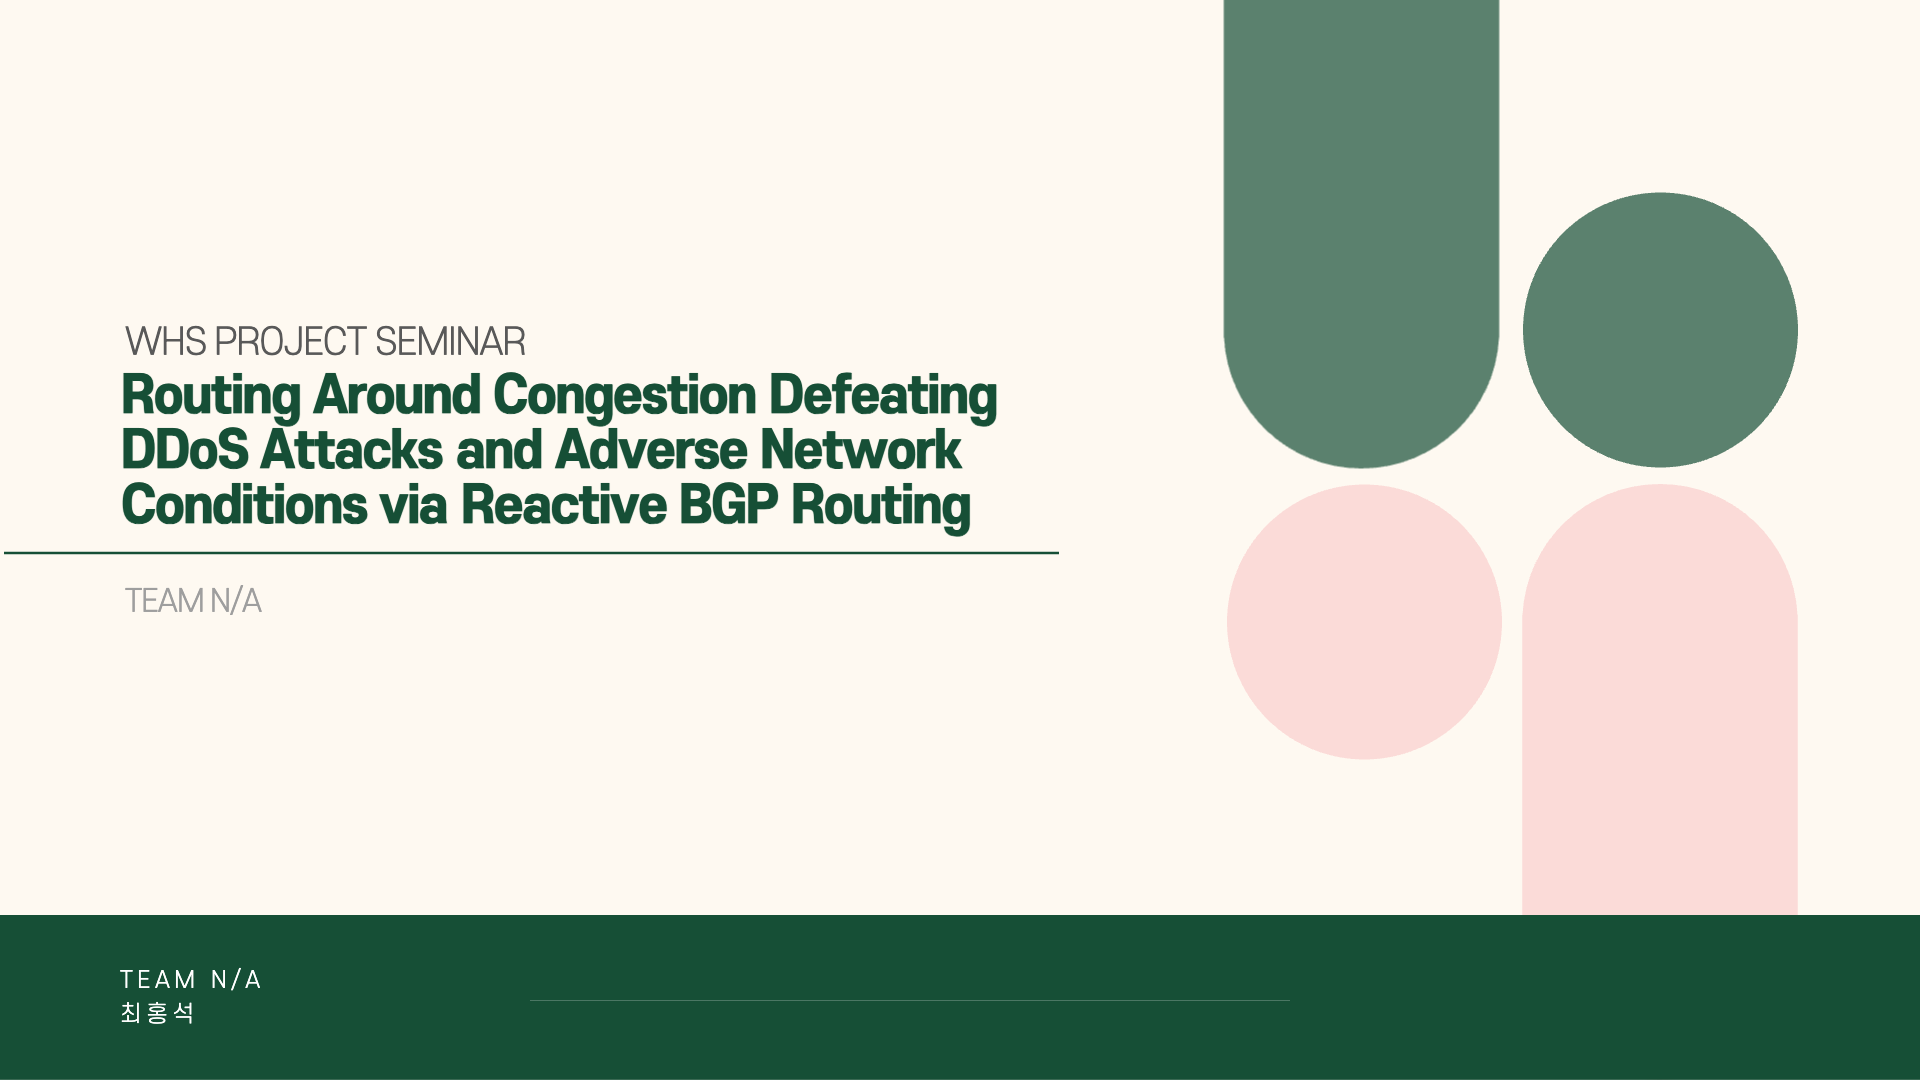 WHS PROJECT SEMINAR
Routing Around Congestion Defeating
DDoS Attacks and Adverse Network
Conditions via Reactive BGP Routing
TEAM N/A
TEAM N/A
최홍석